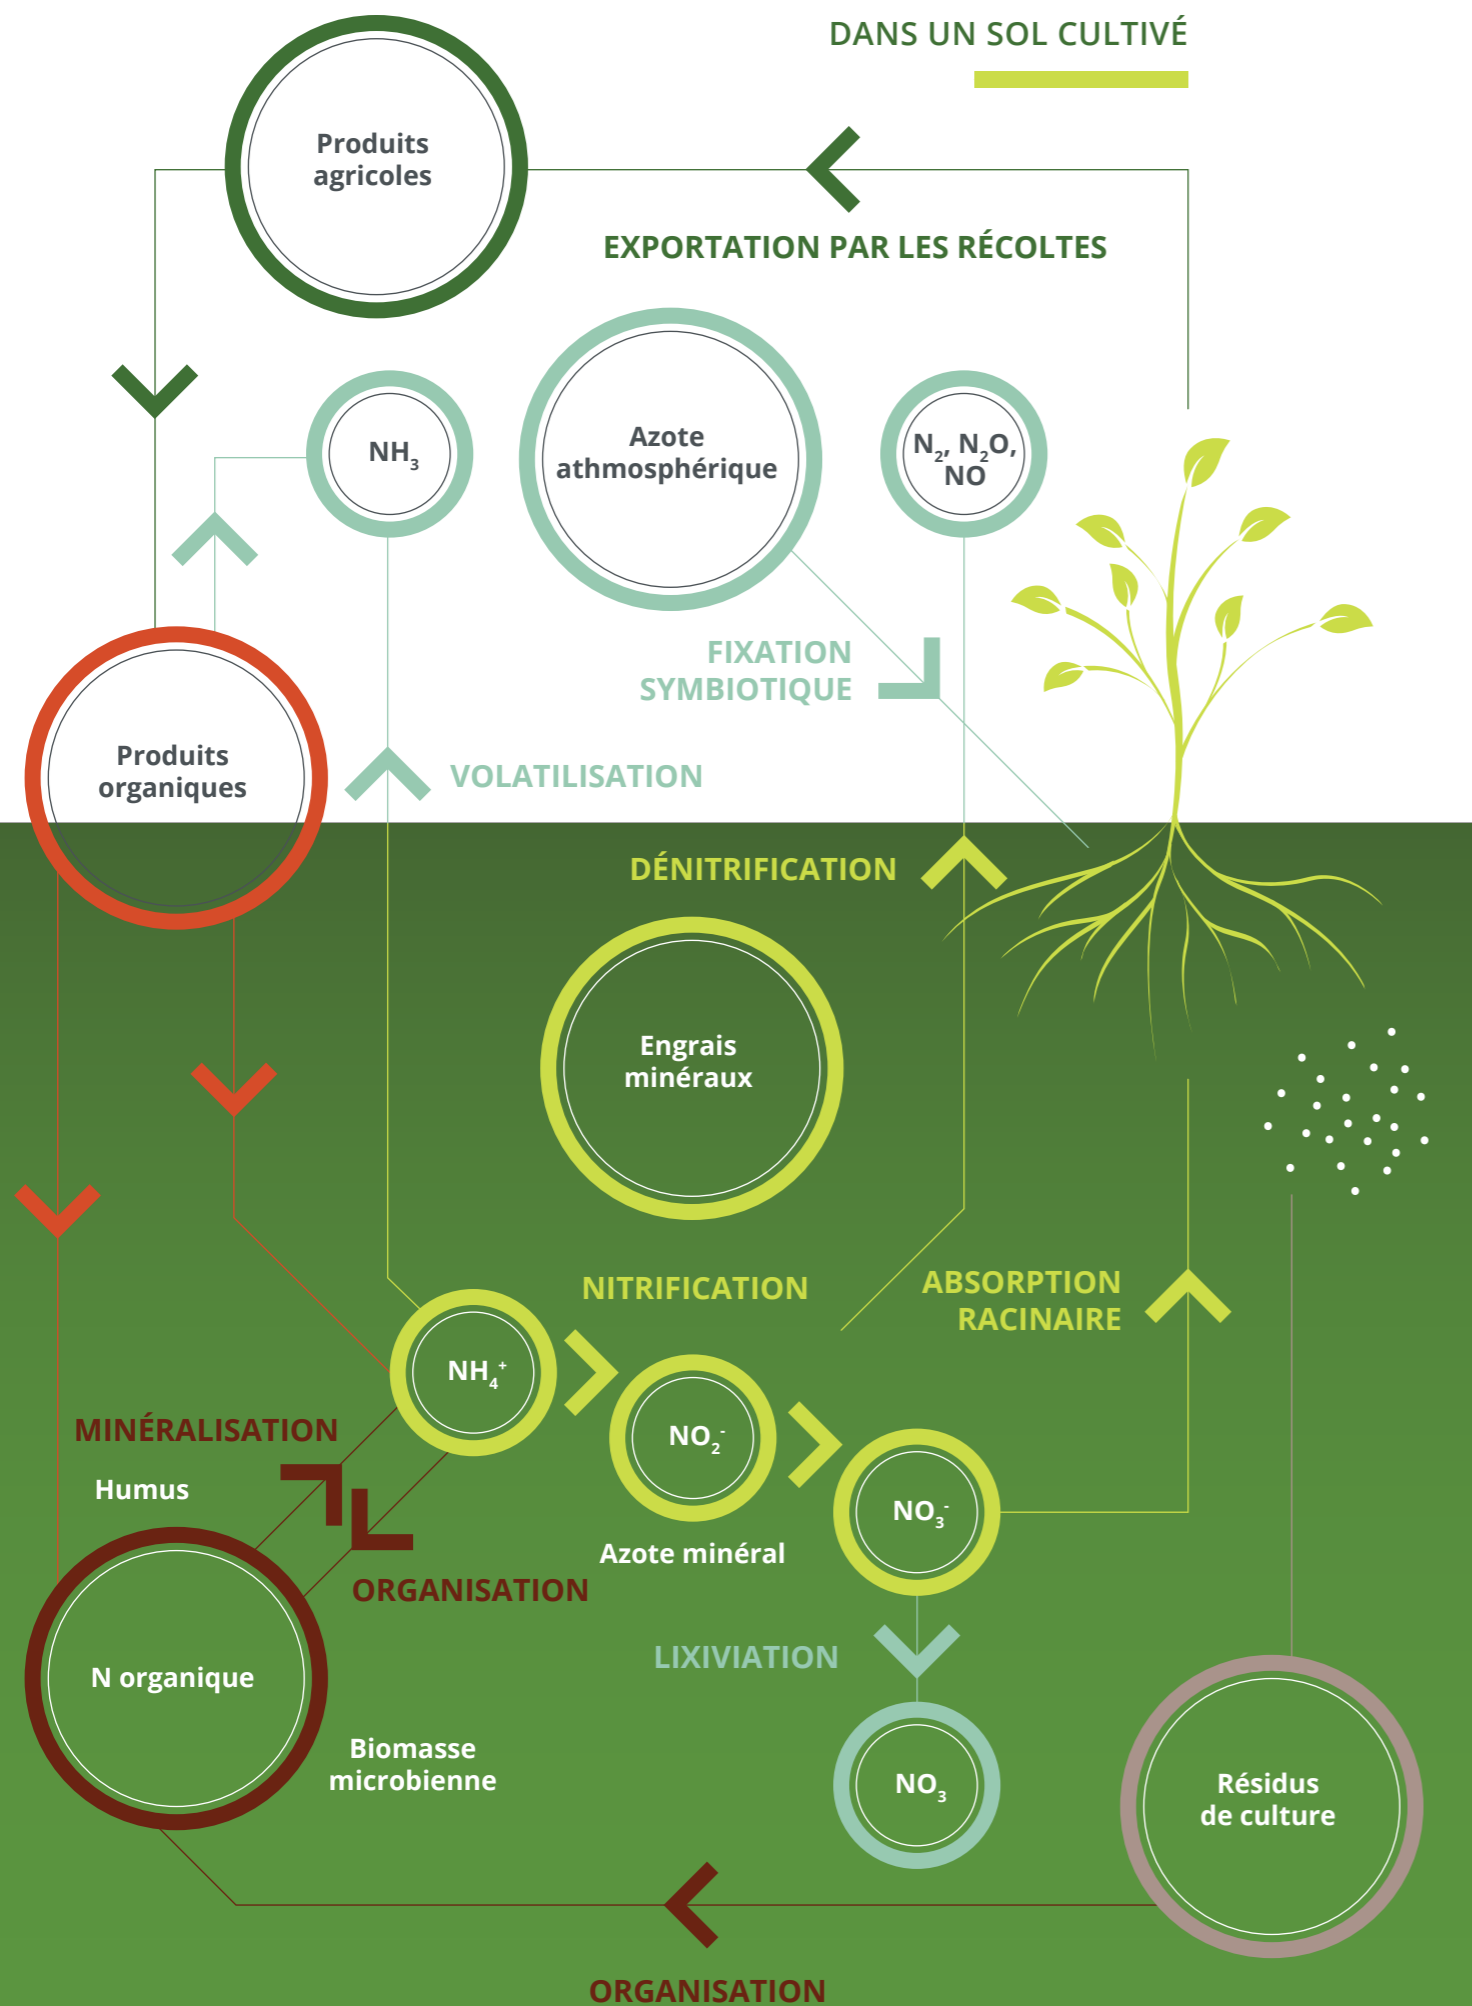 DANS UN SOL CULTIVÉ
Produits
agricoles
EXPORTATION PAR LES RÉCOLTES
NH₃
Azote
athmosphérique
N₂, N₂O,
NO
FIXATION
SYMBIOTIQUE
Produits
organiques
VOLATILISATION
DÉNITRIFICATION
Engrais
minéraux
NITRIFICATION
ABSORPTION
RACINAIRE
NH₄⁺
NO₂⁻
NO₃⁻
MINÉRALISATION
Humus
Azote minéral
ORGANISATION
LIXIVIATION
N organique
Biomasse
microbienne
NO₃
Résidus
de culture
ORGANISATION